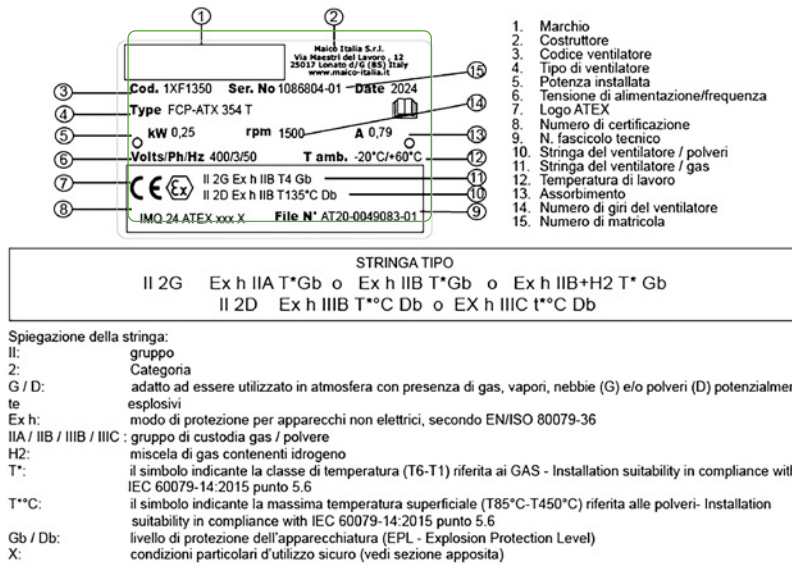 1
2
Maico Italia S.r.l.
Via Maestri del Lavoro , 12
25017 Lonato d/G (BS) Italy
www.maico-italia.it
3 Cod. 1XF1350 Ser. No 1086804-01 Date 2024 15
4 Type FCP-ATX 354 T 14
5 kW 0,25 rpm 1500 A 0,79 13
6 Volts/Ph/Hz 400/3/50 T amb. -20°C/+60°C 12
7 CE Ex II 2G Ex h IIB T4 Gb 11
II 2D Ex h IIB T135°C Db 10
8 IMQ 24 ATEX xxx X File N° AT20-0049083-01 9
1. Marchio
2. Costruttore
3. Codice ventilatore
4. Tipo di ventilatore
5. Potenza installata
6. Tensione di alimentazione/frequenza
7. Logo ATEX
8. Numero di certificazione
9. N. fascicolo tecnico
10. Stringa del ventilatore / polveri
11. Stringa del ventilatore / gas
12. Temperatura di lavoro
13. Assorbimento
14. Numero di giri del ventilatore
15. Numero di matricola
STRINGA TIPO
II 2G Ex h IIA T*Gb o Ex h IIB T*Gb o Ex h IIB+H2 T* Gb
II 2D Ex h IIIB T*°C Db o EX h IIIC t*°C Db
Spiegazione della stringa:
II: gruppo
2: Categoria
G / D: adatto ad essere utilizzato in atmosfera con presenza di gas, vapori, nebbie (G) e/o polveri (D) potenzialmen
te esplosivi
Ex h: modo di protezione per apparecchi non elettrici, secondo EN/ISO 80079-36
IIA / IIB / IIIB / IIIC : gruppo di custodia gas / polvere
H2: miscela di gas contenenti idrogeno
T*: il simbolo indicante la classe di temperatura (T6-T1) riferita ai GAS - Installation suitability in compliance with
IEC 60079-14:2015 punto 5.6
T*°C: il simbolo indicante la massima temperatura superficiale (T85°C-T450°C) riferita alle polveri- Installation
suitability in compliance with IEC 60079-14:2015 punto 5.6
Gb / Db: livello di protezione dell'apparecchiatura (EPL - Explosion Protection Level)
X: condizioni particolari d'utilizzo sicuro (vedi sezione apposita)